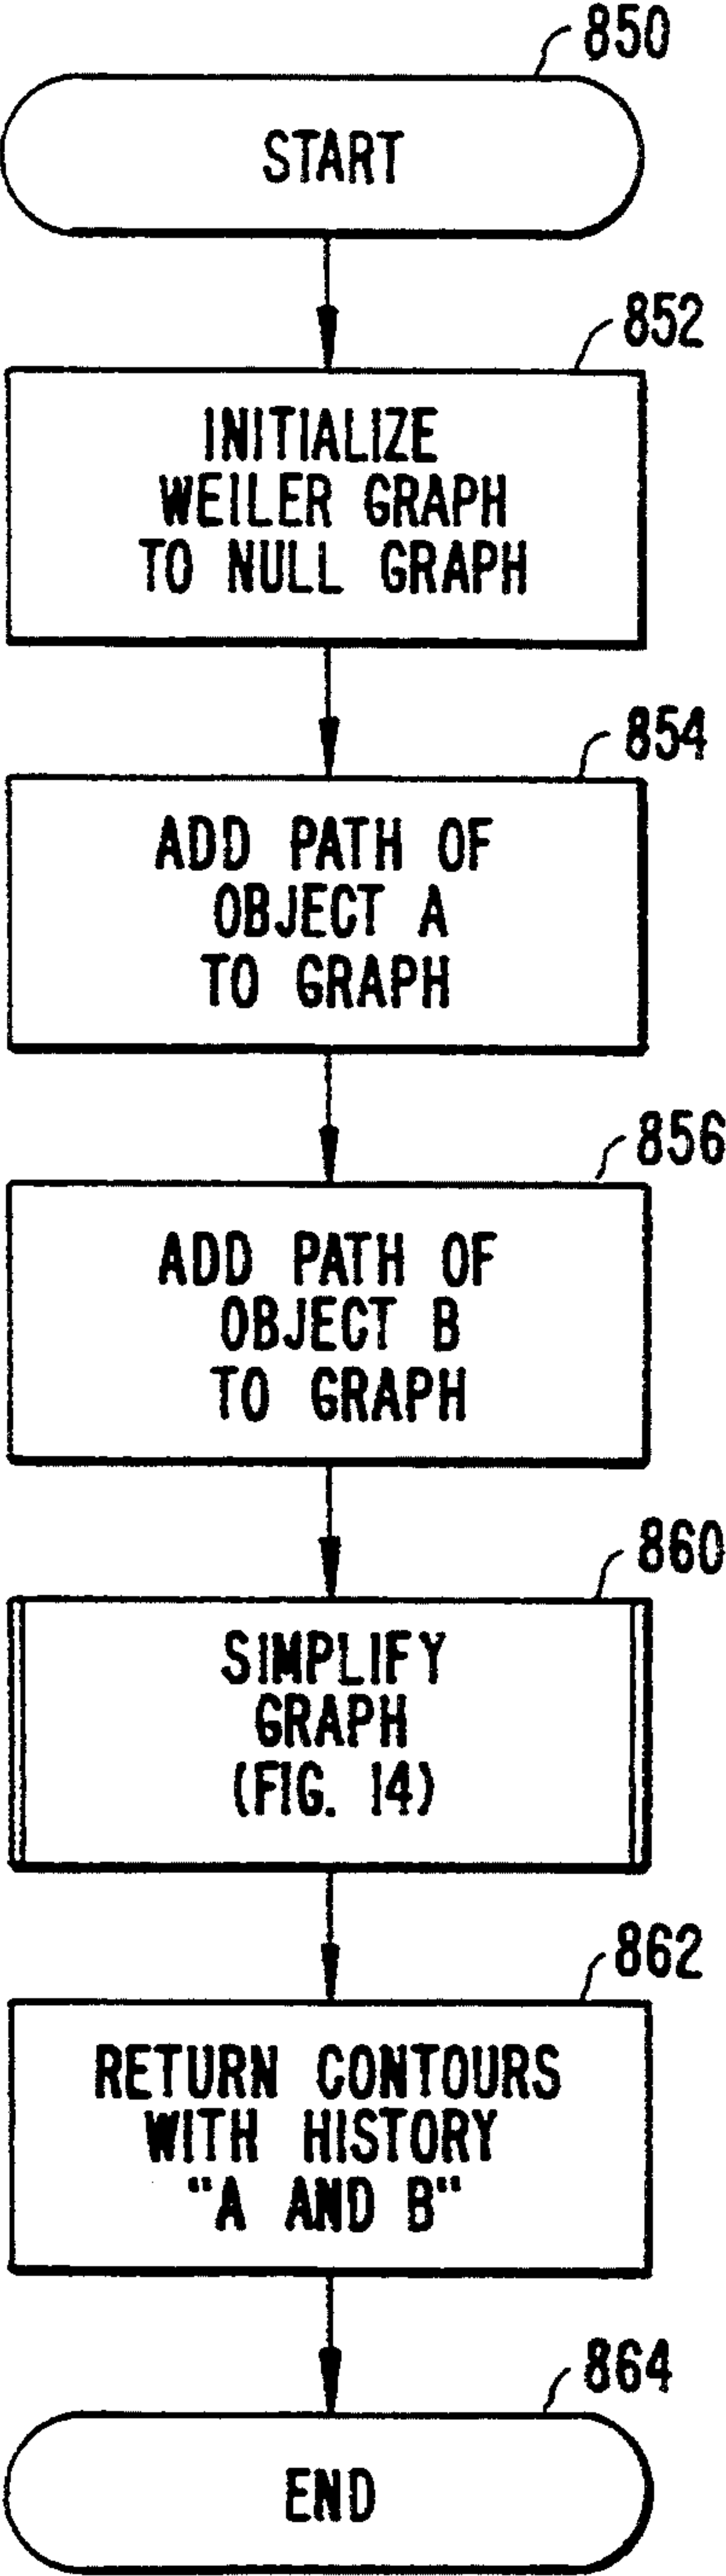 850
START
852
INITIALIZE
WEILER GRAPH
TO NULL GRAPH
854
ADD PATH OF
OBJECT A
TO GRAPH
856
ADD PATH OF
OBJECT B
TO GRAPH
860
SIMPLIFY
GRAPH
(FIG. 14)
862
RETURN CONTOURS
WITH HISTORY
"A AND B"
864
END